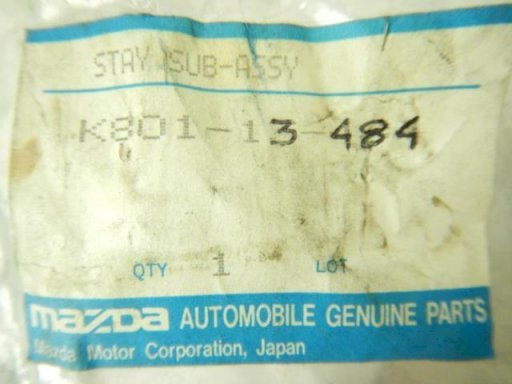 STAY SUB-ASSY
K801-13-484
QTY 1 LOT
mazda AUTOMOBILE GENUINE PARTS
Mazda Motor Corporation, Japan